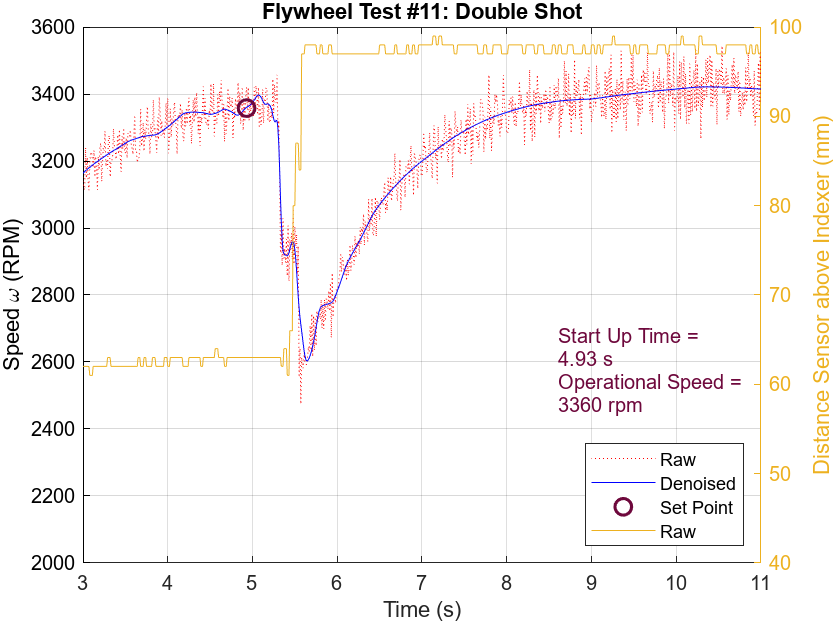 Flywheel Test #11: Double Shot
3600
3400
3200
3000
2800
2600
2400
2200
2000
Speed ω (RPM)
100
90
80
70
60
50
40
Distance Sensor above Indexer (mm)
Start Up Time =
4.93 s
Operational Speed =
3360 rpm
Raw
Denoised
Set Point
Raw
3 4 5 6 7 8 9 10 11
Time (s)